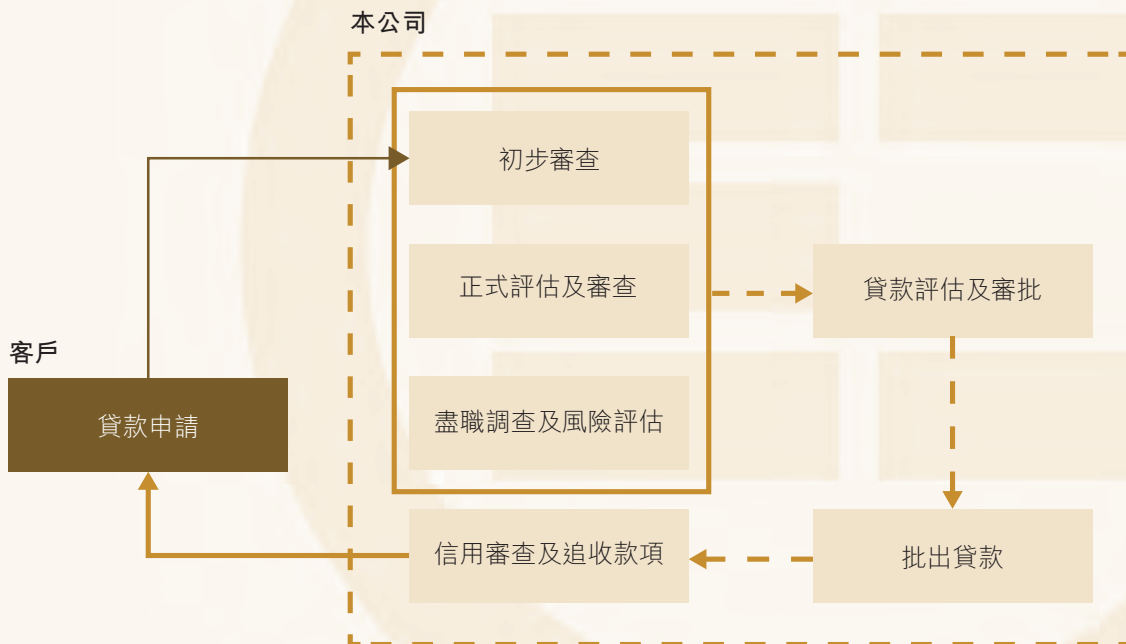 本公司
初步審查
正式評估及審查
貸款評估及審批
客戶
貸款申請
盡職調查及風險評估
信用審查及追收款項
批出貸款